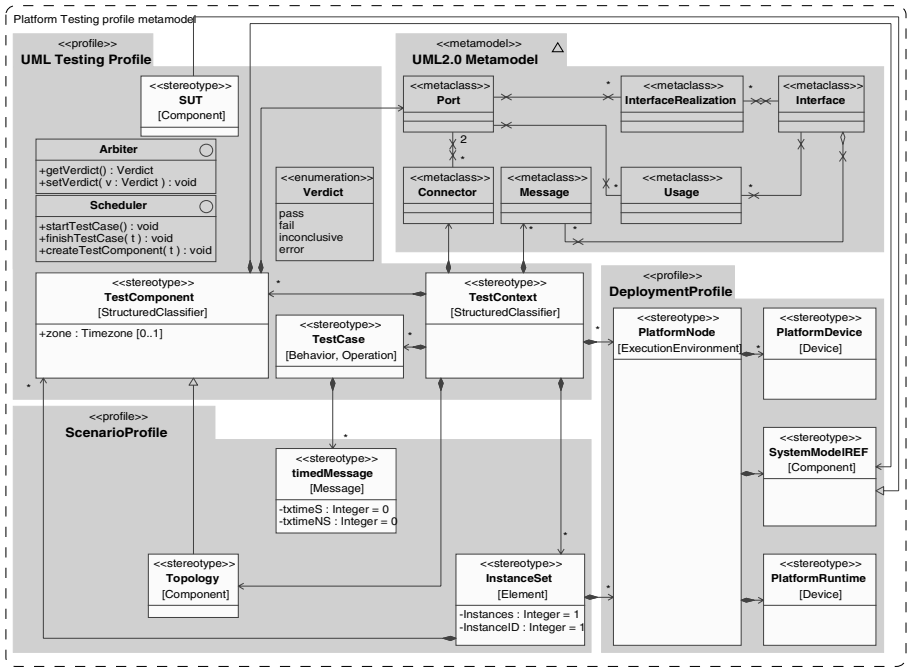 Platform Testing profile metamodel
<<profile>>
UML Testing Profile
<<stereotype>>
SUT
[Component]
Arbiter
+getVerdict() : Verdict
+setVerdict( v : Verdict ) : void
Scheduler
+startTestCase() : void
+finishTestCase( t ) : void
+createTestComponent( t ) : void
<<enumeration>>
Verdict
pass
fail
inconclusive
error
<<metamodel>>
UML2.0 Metamodel
<<metaclass>>
Port
*
<<metaclass>>
InterfaceRealization
*
<<metaclass>>
Interface
2
*
<<metaclass>>
Connector
<<metaclass>>
Message
*
<<metaclass>>
Usage
*
*
*
<<stereotype>>
TestComponent
[StructuredClassifier]
+zone : Timezone [0..1]
*
<<stereotype>>
TestContext
[StructuredClassifier]
<<stereotype>>
TestCase
[Behavior, Operation]
*
*
<<profile>>
DeploymentProfile
<<stereotype>>
PlatformNode
[ExecutionEnvironment]
*
<<stereotype>>
PlatformDevice
[Device]
<<stereotype>>
SystemModelREF
[Component]
<<stereotype>>
PlatformRuntime
[Device]
*
<<profile>>
ScenarioProfile
*
<<stereotype>>
timedMessage
[Message]
-txtimeS : Integer = 0
-txtimeNS : Integer = 0
<<stereotype>>
Topology
[Component]
*
<<stereotype>>
InstanceSet
[Element]
-Instances : Integer = 1
-InstanceID : Integer = 1
*